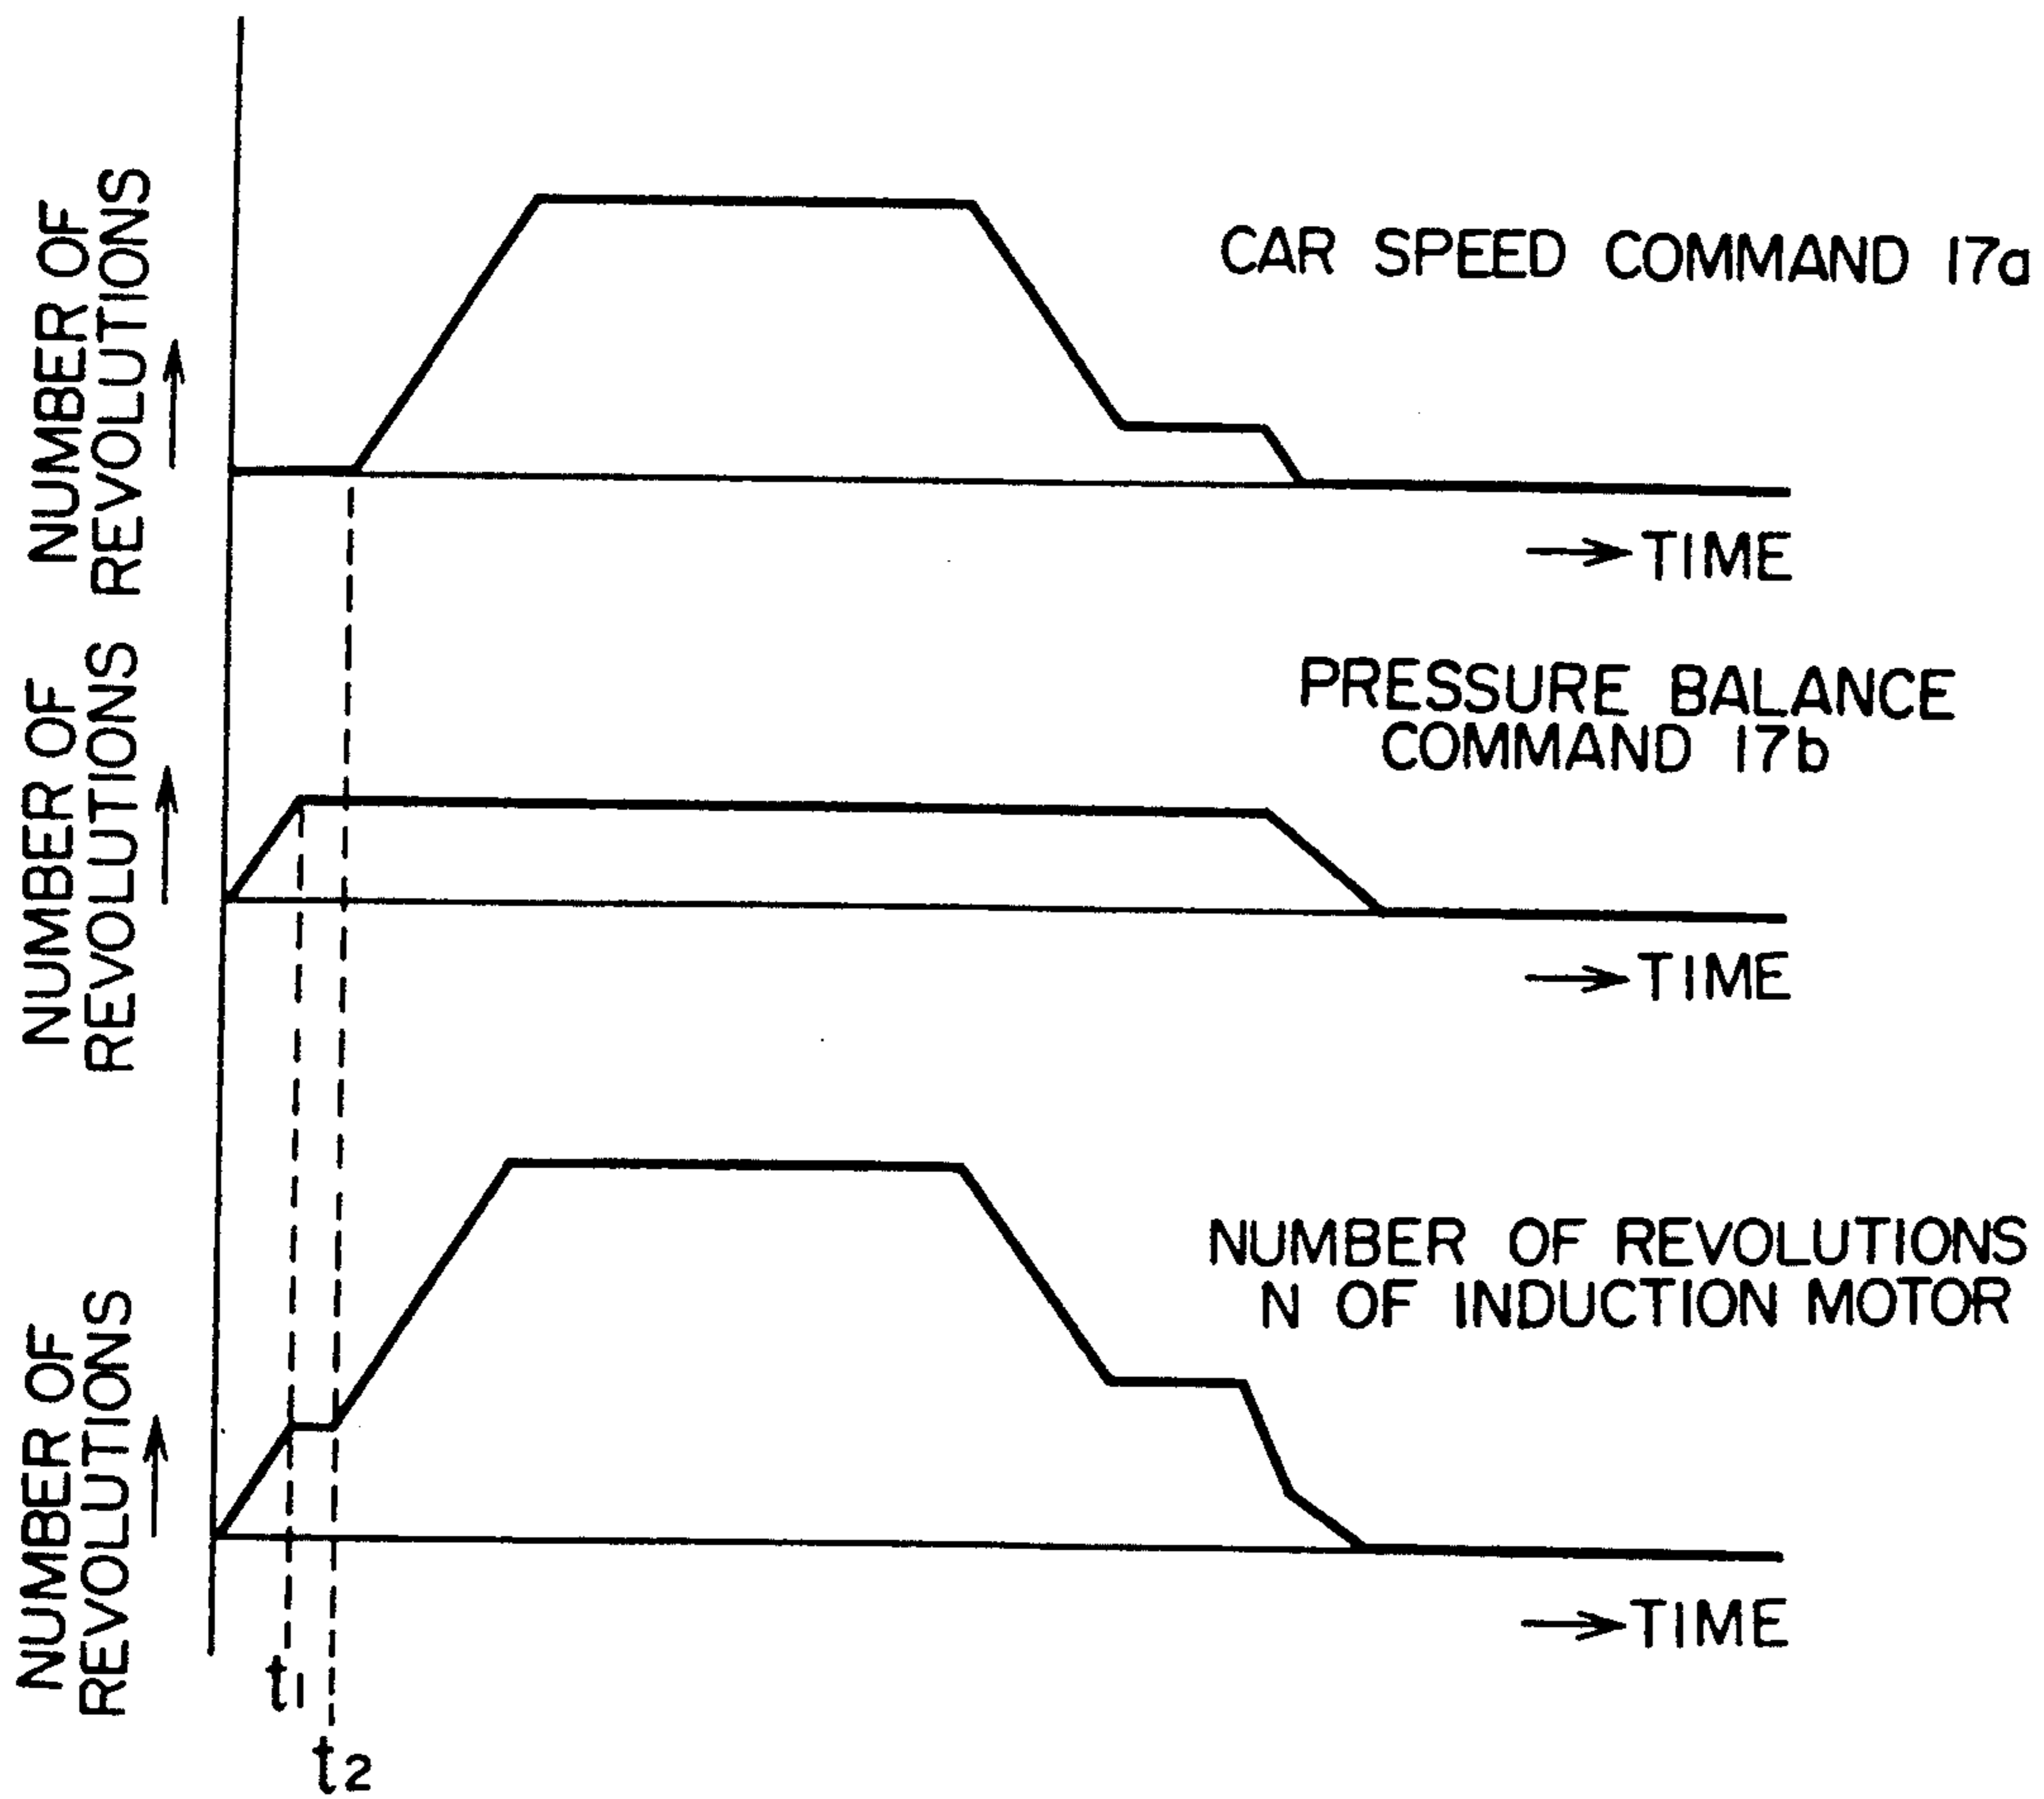 NUMBER OF
REVOLUTIONS
CAR SPEED COMMAND 17a
TIME
NUMBER OF
REVOLUTIONS
PRESSURE BALANCE
COMMAND 17b
TIME
NUMBER OF
REVOLUTIONS
NUMBER OF REVOLUTIONS
N OF INDUCTION MOTOR
TIME
t1
t2